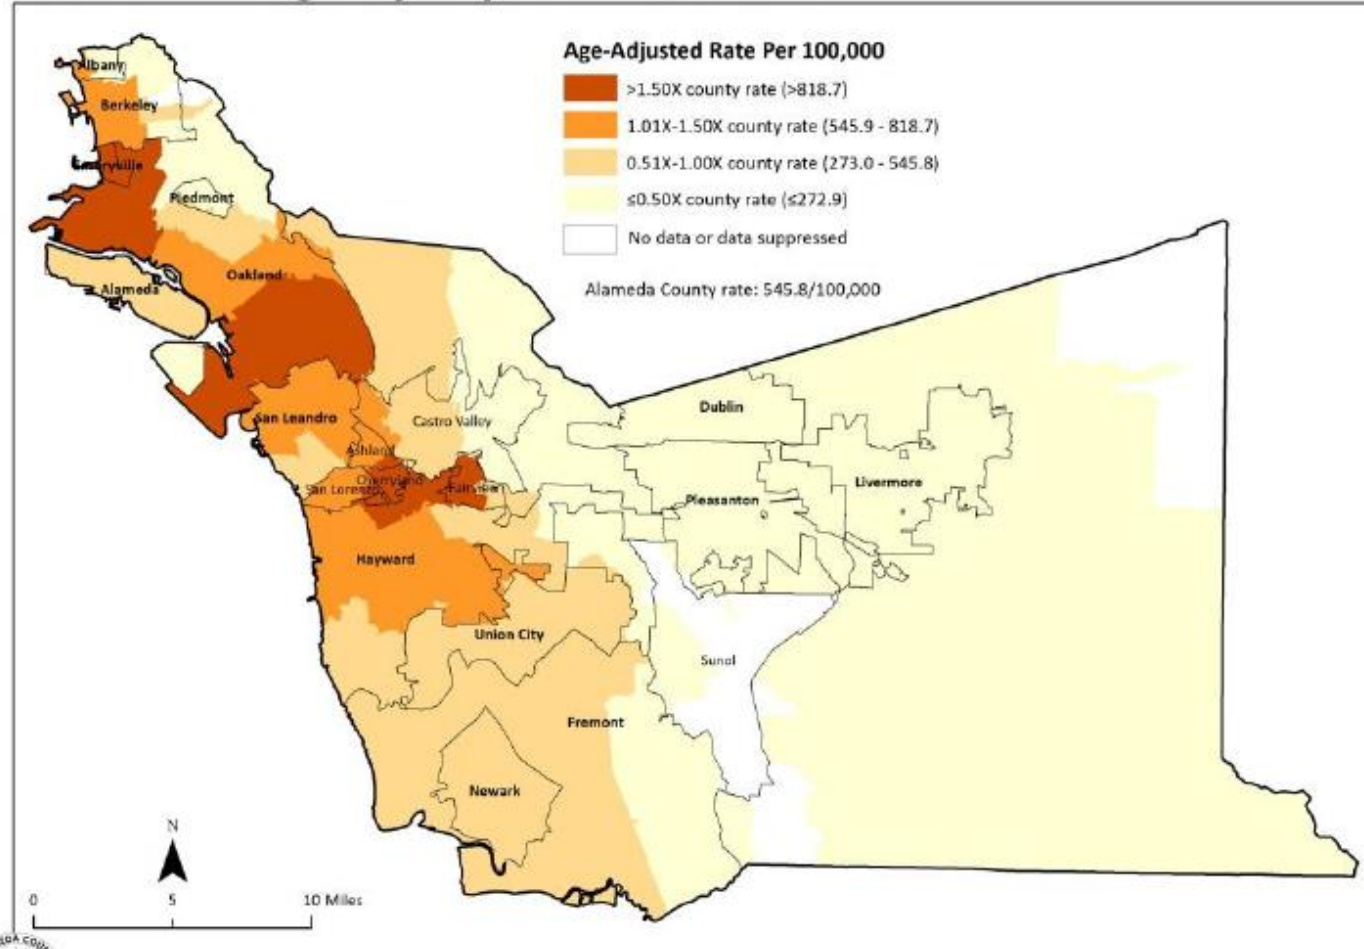 Age-Adjusted Rate Per 100,000
>1.50X county rate (>818.7)
1.01X-1.50X county rate (545.9 - 818.7)
0.51X-1.00X county rate (273.0 - 545.8)
≤0.50X county rate (≤272.9)
No data or data suppressed
Alameda County rate: 545.8/100,000
Albany
Berkeley
Emeryville
Piedmont
Oakland
Alameda
San Leandro
Castro Valley
Dublin
Ashland
Cherryland
San Lorenzo
Fairview
Livermore
Pleasanton
Hayward
Union City
Sunol
Fremont
Newark
N
0 5 10 Miles